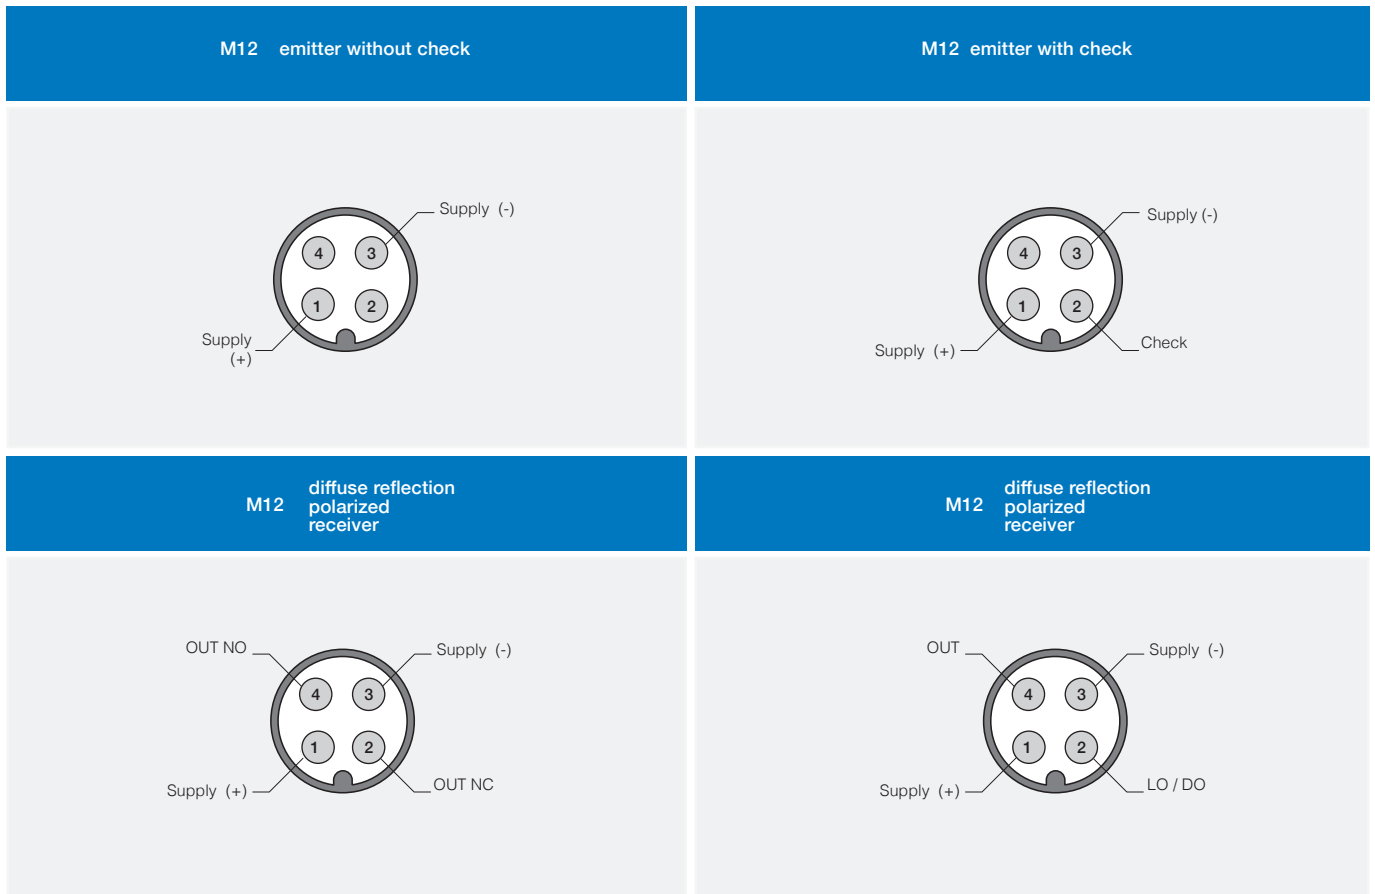 M12 emitter without check
M12 emitter with check
Supply (-)
4 3
1 2
Supply
(+)
Supply (-)
4 3
1 2
Supply (+)
Check
M12
diffuse reflection
polarized
receiver
M12
diffuse reflection
polarized
receiver
OUT NO
Supply (-)
4 3
1 2
Supply (+)
OUT NC
OUT
Supply (-)
4 3
1 2
Supply (+)
LO / DO